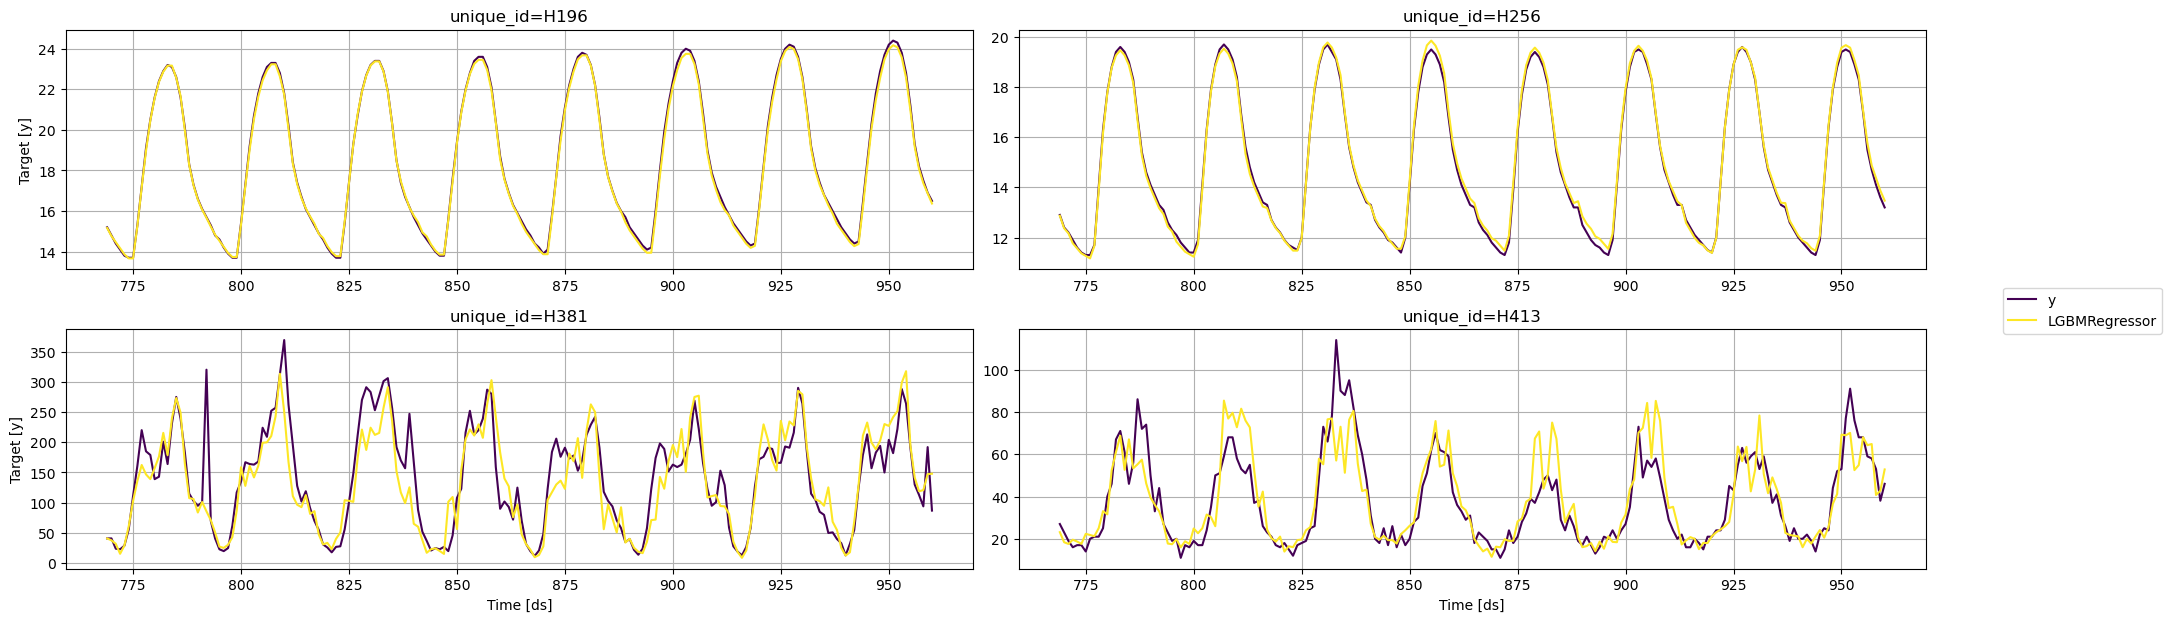 unique_id=H196
unique_id=H256
Target [y]
24
22
20
18
16
14
775 800 825 850 875 900 925 950
20
18
16
14
12
775 800 825 850 875 900 925 950
y
LGBMRegressor
unique_id=H381
unique_id=H413
Target [y]
350
300
250
200
150
100
50
0
775 800 825 850 875 900 925 950
Time [ds]
100
80
60
40
20
775 800 825 850 875 900 925 950
Time [ds]